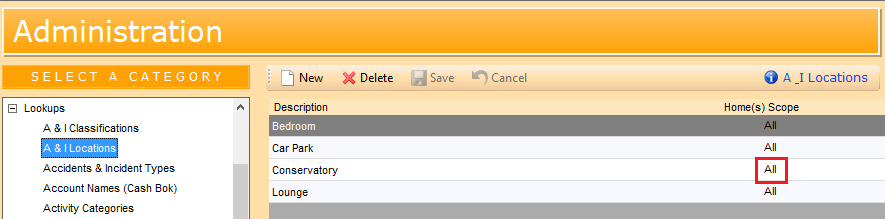 Administration
SELECT A CATEGORY
Lookups
A & I Classifications
A & I Locations
Accidents & Incident Types
Account Names (Cash Bok)
Activity Categories
New Delete Save Cancel A _I Locations
Description Home(s) Scope
Bedroom All
Car Park All
Conservatory All
Lounge All